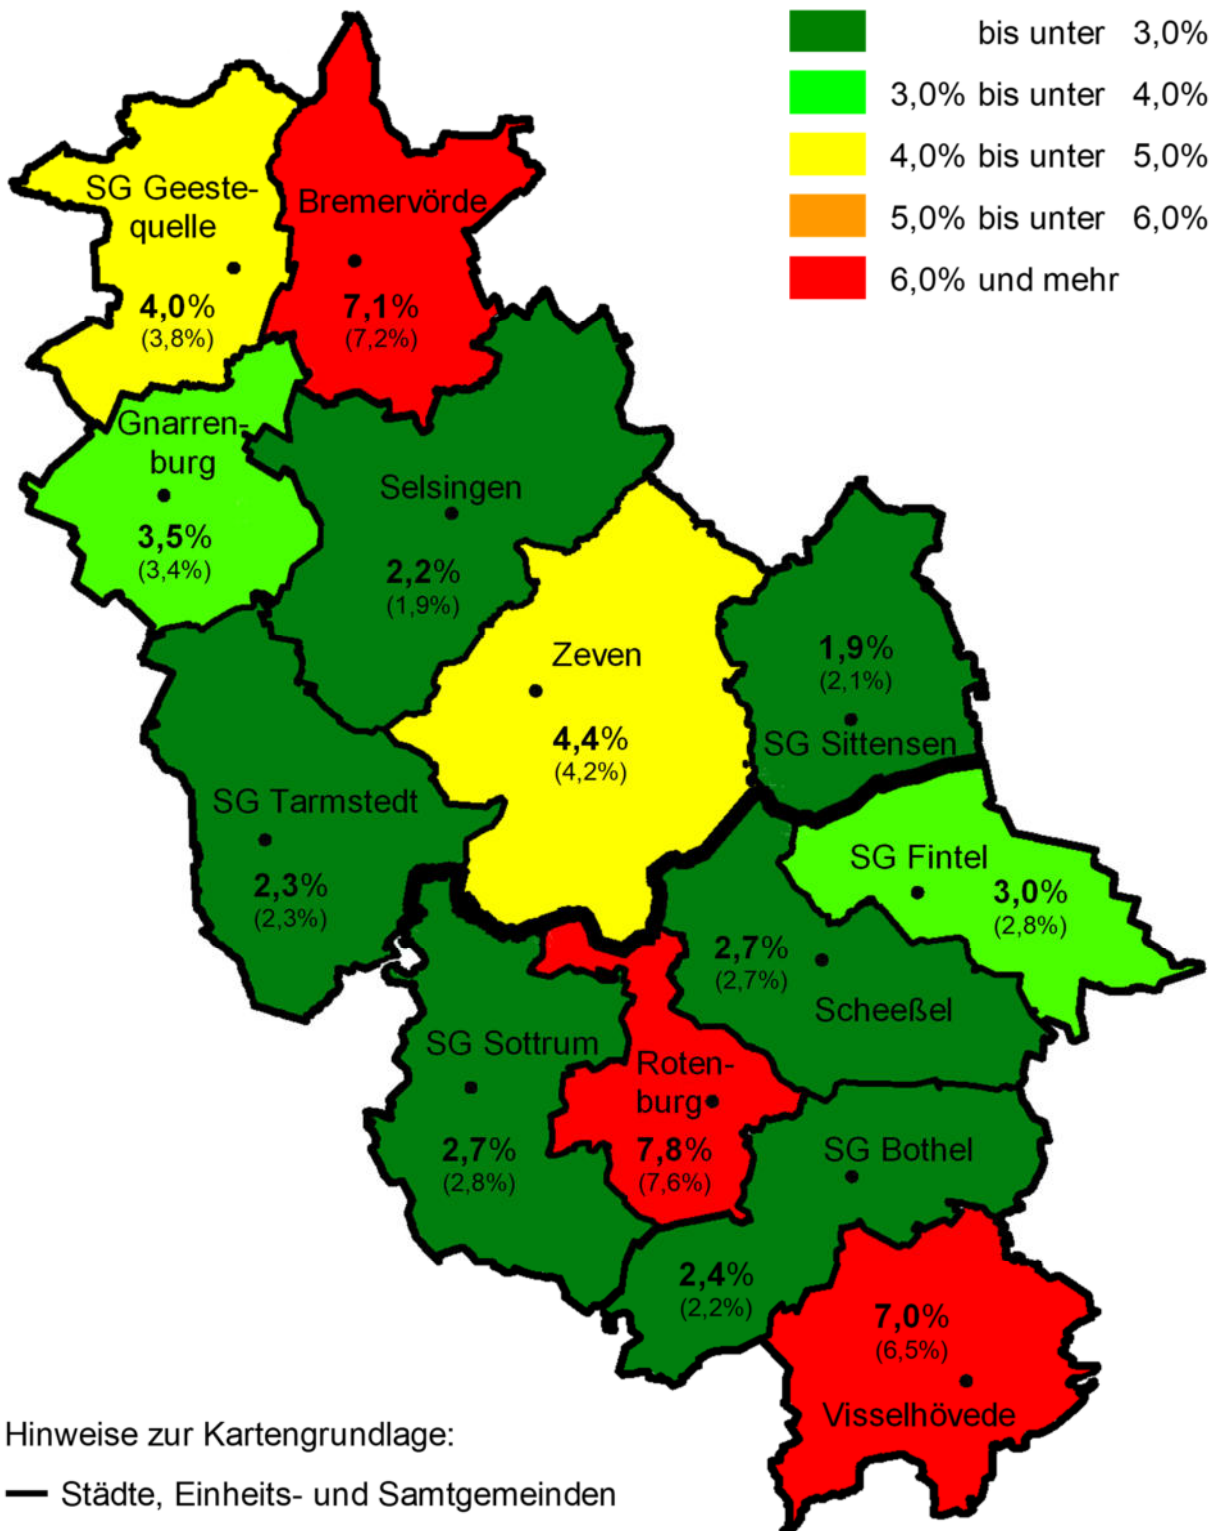 bis unter 3,0%
3,0% bis unter 4,0%
4,0% bis unter 5,0%
5,0% bis unter 6,0%
6,0% und mehr
SG Geeste-
quelle
4,0%
(3,8%)
Bremervörde
7,1%
(7,2%)
Gnarren-
burg
3,5%
(3,4%)
Selsingen
2,2%
(1,9%)
Zeven
4,4%
(4,2%)
1,9%
(2,1%)
SG Sittensen
SG Tarmstedt
2,3%
(2,3%)
SG Fintel
3,0%
(2,8%)
2,7%
(2,7%)
Scheeßel
SG Sottrum
2,7%
(2,8%)
Roten-
burg
7,8%
(7,6%)
SG Bothel
2,4%
(2,2%)
7,0%
(6,5%)
Visselhövede
Hinweise zur Kartengrundlage:
Städte, Einheits- und Samtgemeinden